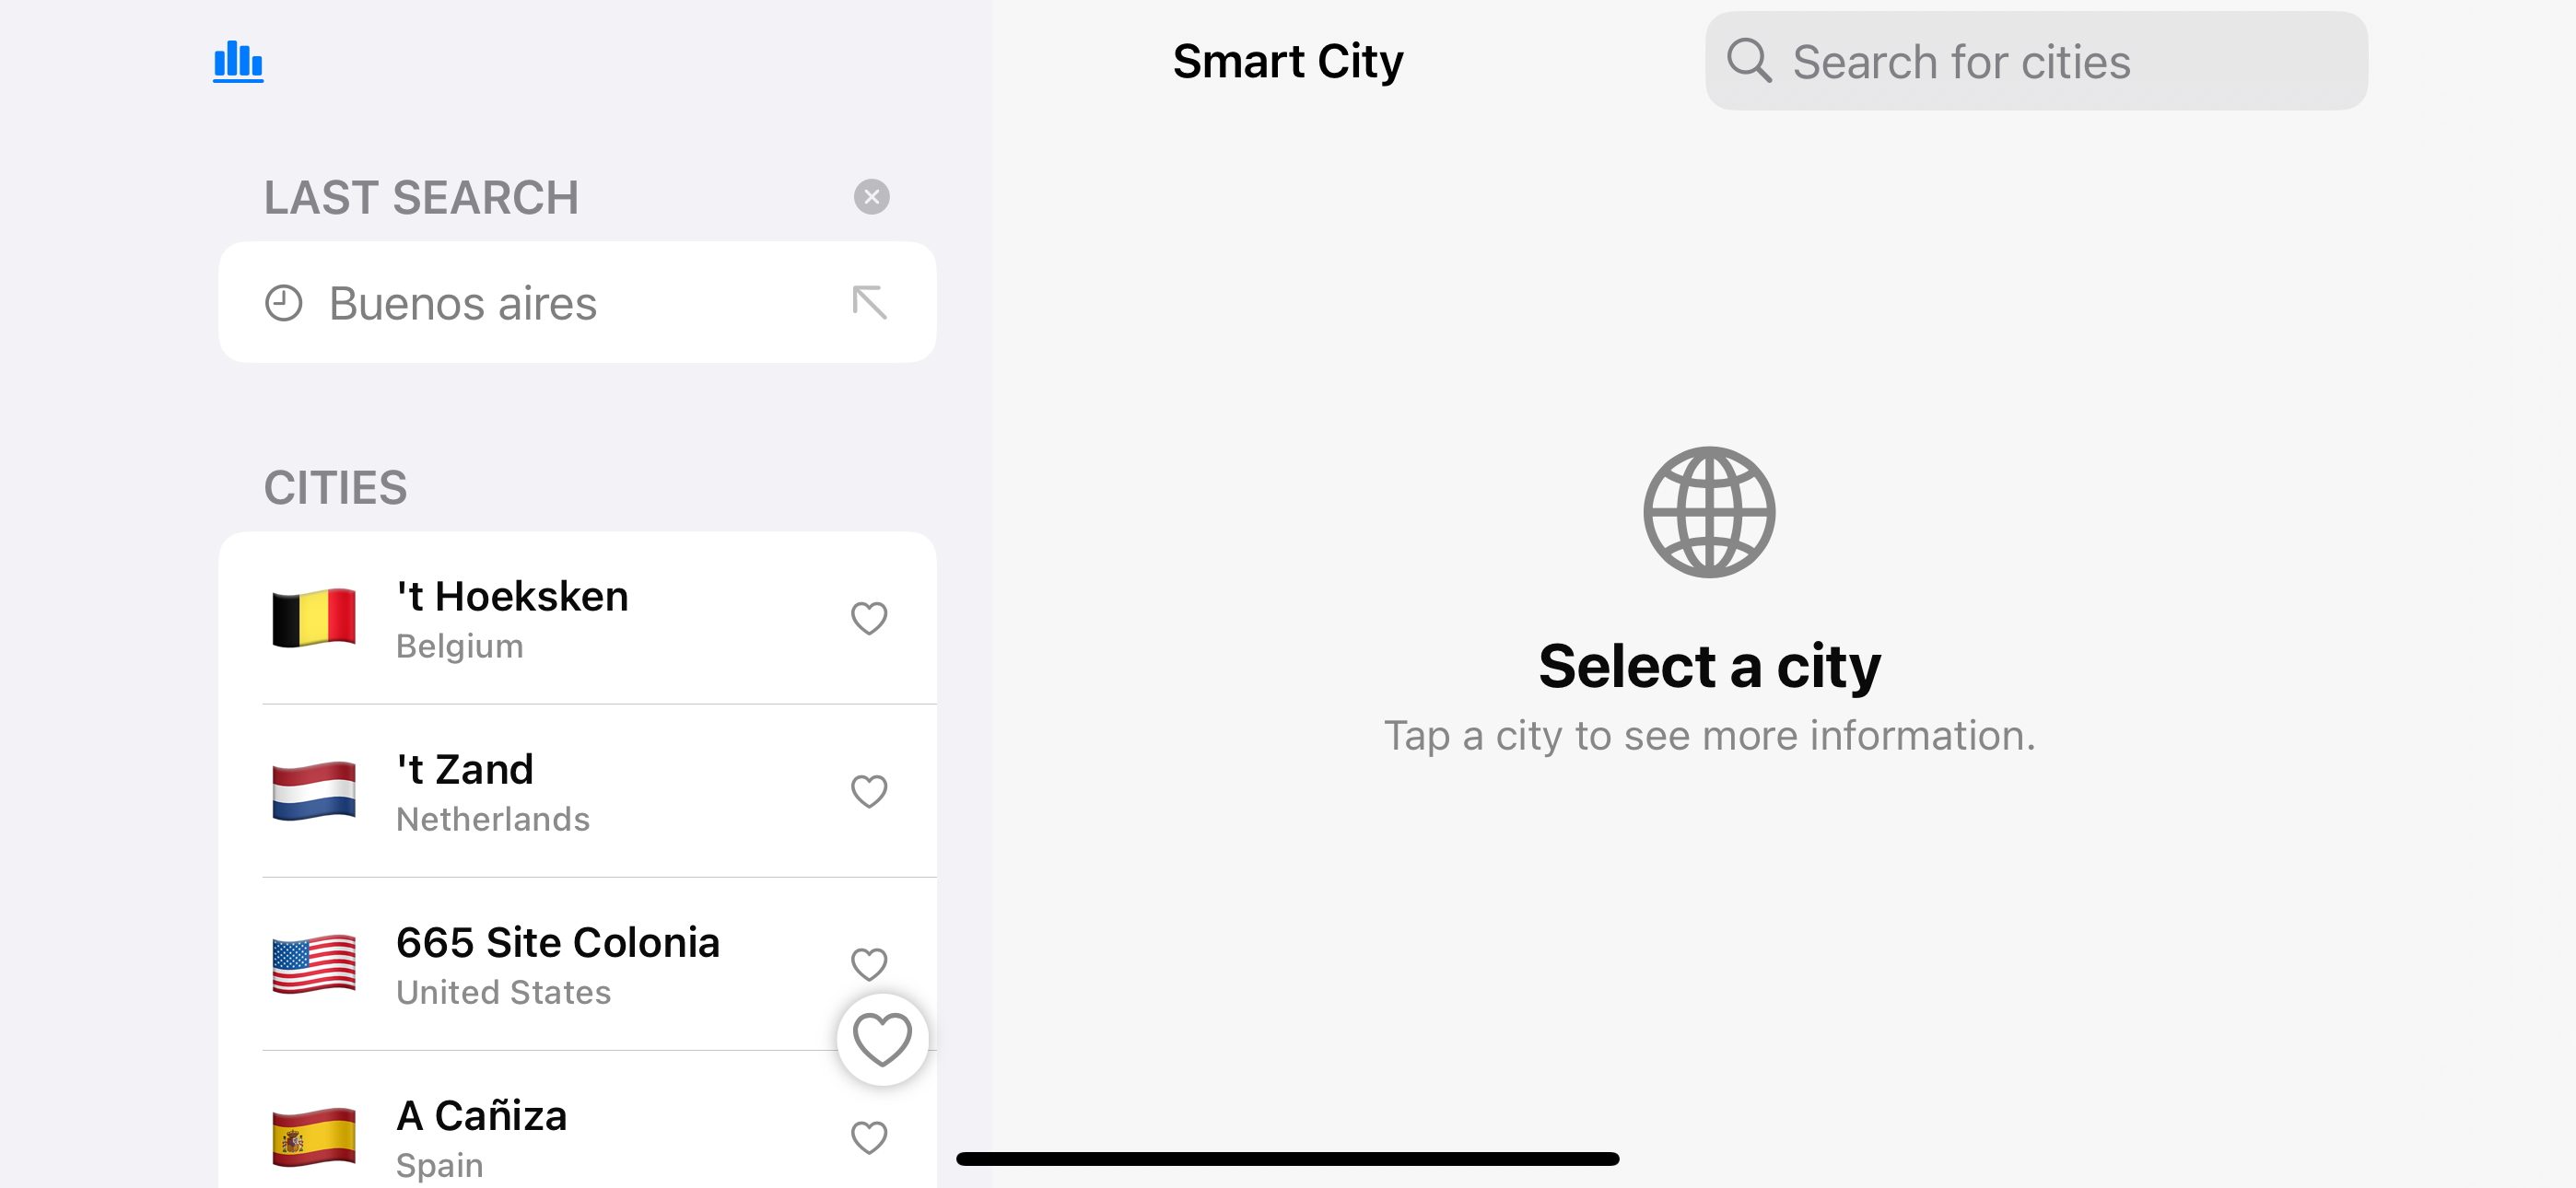 Smart City
Search for cities
LAST SEARCH
Buenos aires
CITIES
't Hoeksken
Belgium
't Zand
Netherlands
665 Site Colonia
United States
A Cañiza
Spain
Select a city
Tap a city to see more information.